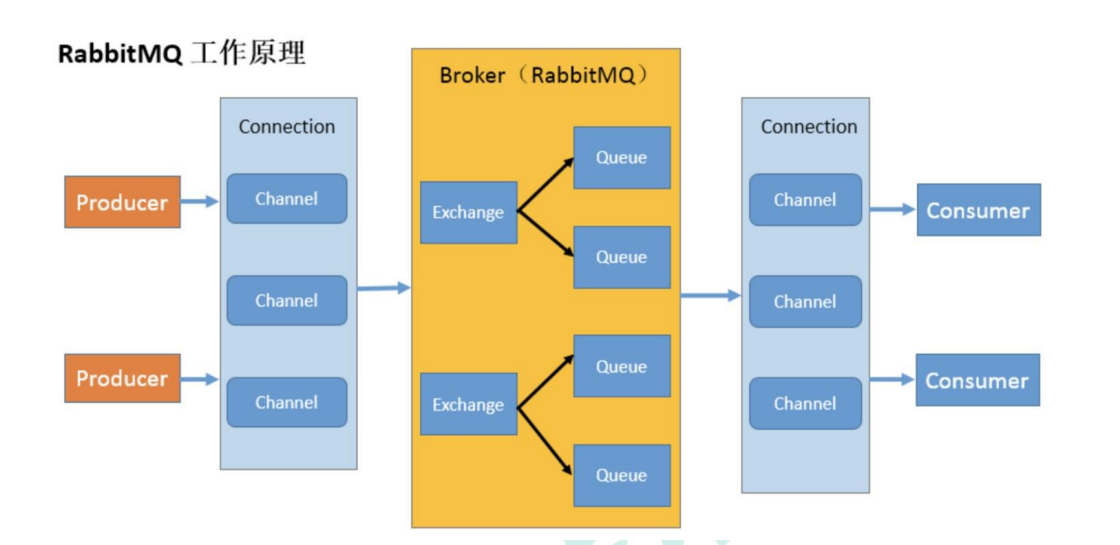 RabbitMQ 工作原理
Broker（RabbitMQ）
Connection
Connection
Queue
Producer
Channel
Exchange
Channel
Consumer
Queue
Channel
Channel
Queue
Producer
Channel
Exchange
Channel
Consumer
Queue